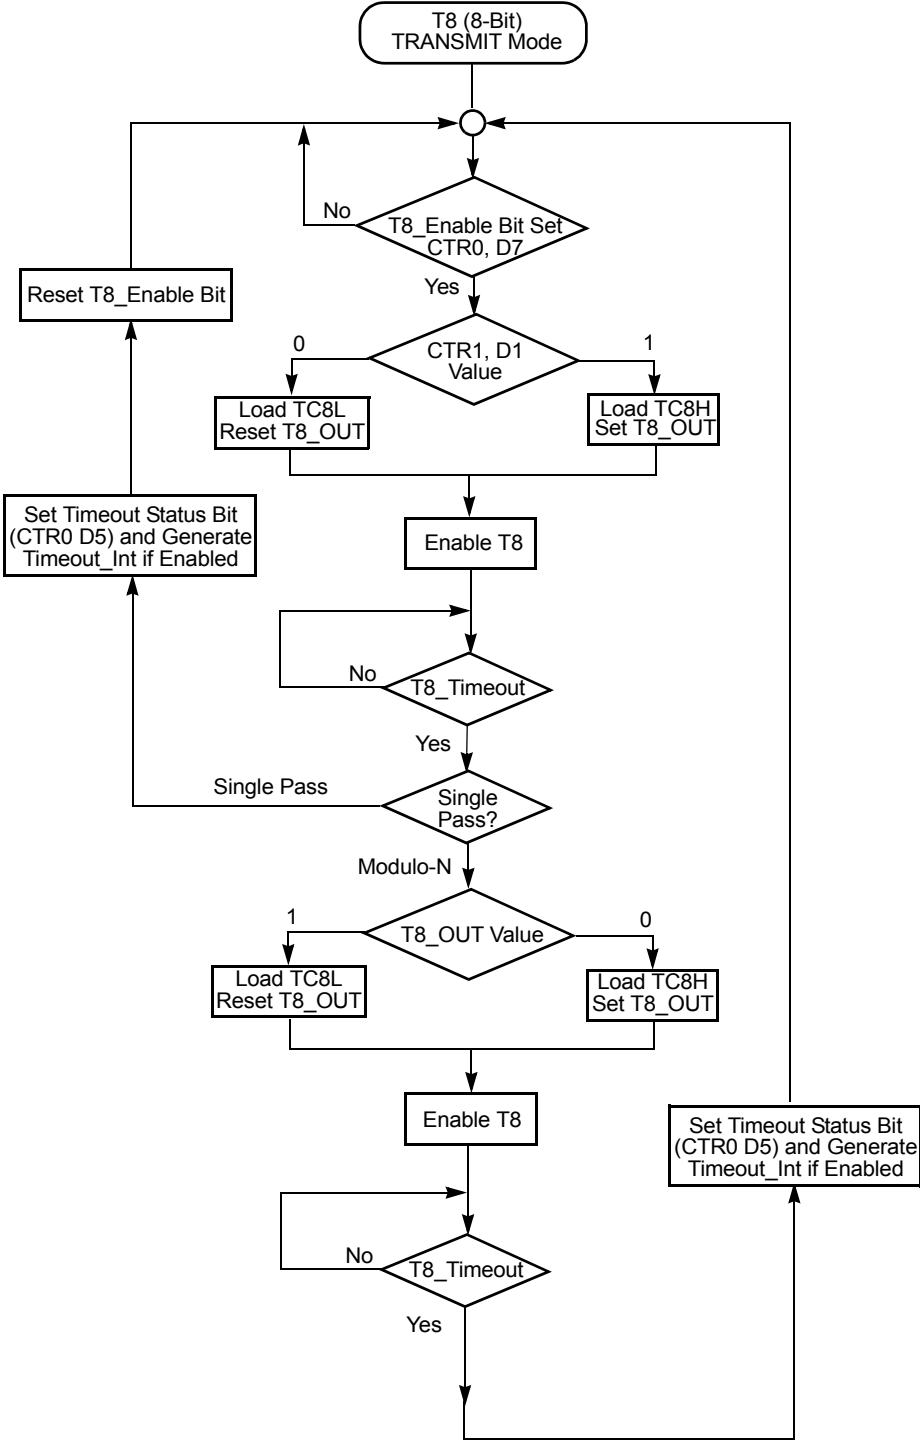 T8 (8-Bit)
TRANSMIT Mode
No
T8_Enable Bit Set
CTR0, D7
Yes
Reset T8_Enable Bit
0
CTR1, D1
Value
1
Load TC8L
Reset T8_OUT
Load TC8H
Set T8_OUT
Set Timeout Status Bit
(CTR0 D5) and Generate
Timeout_Int if Enabled
Enable T8
No
T8_Timeout
Yes
Single Pass
Single
Pass?
Modulo-N
1
T8_OUT Value
0
Load TC8L
Reset T8_OUT
Load TC8H
Set T8_OUT
Enable T8
Set Timeout Status Bit
(CTR0 D5) and Generate
Timeout_Int if Enabled
No
T8_Timeout
Yes